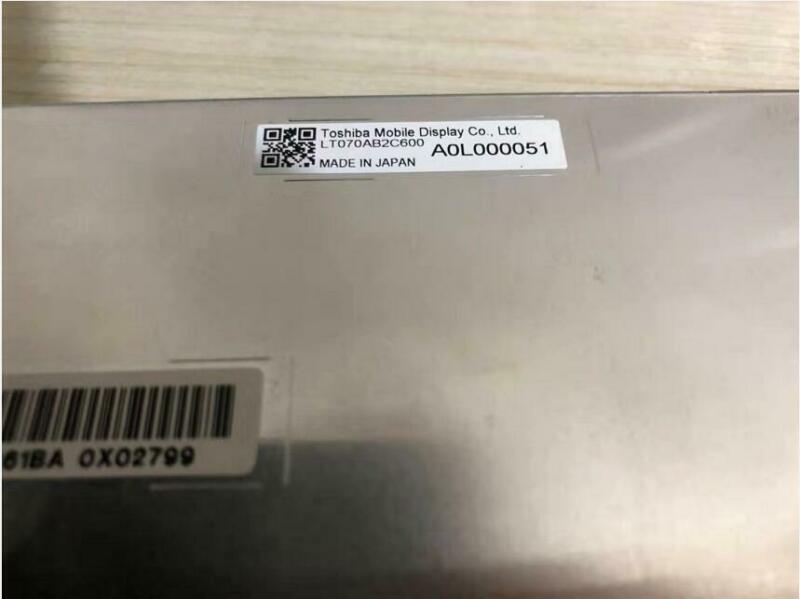 Toshiba Mobile Display Co., Ltd.
LT070AB2C600
A0L000051
MADE IN JAPAN
61BA 0X02799